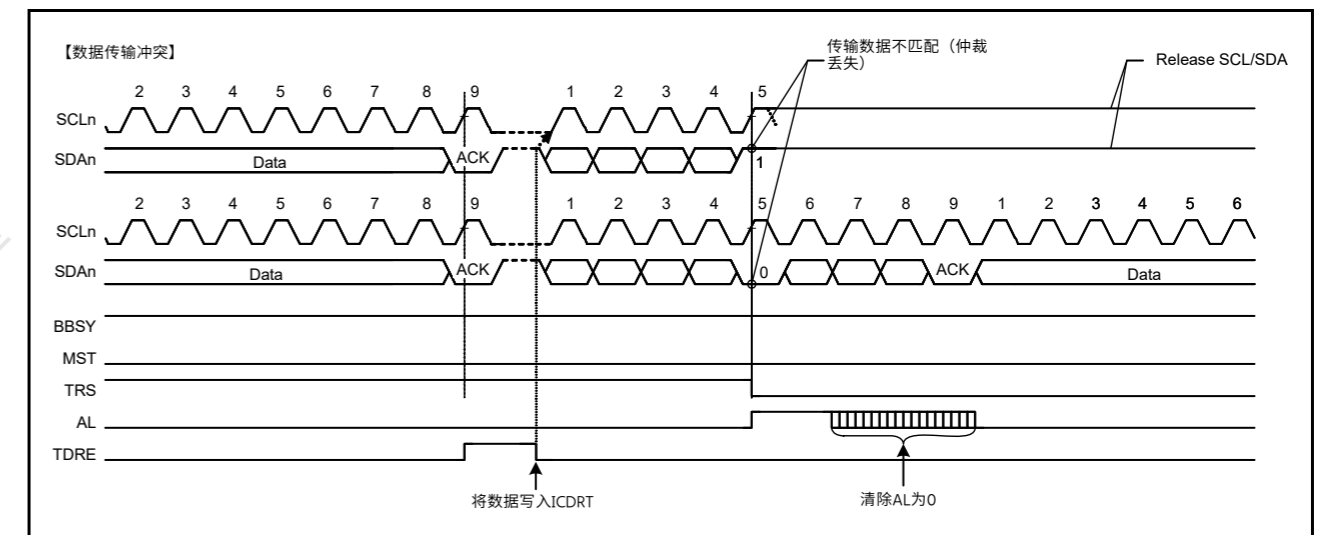 【数据传输冲突】
传输数据不匹配（仲裁
丢失）
Release SCL/SDA
2 3 4 5 6 7 8 9 1 2 3 4 5
SCLn
SDAn Data ACK 1
2 3 4 5 6 7 8 9 1 2 3 4 5 6 7 8 9 1 2 3 4 5 6
SCLn
SDAn Data ACK 0 ACK Data
BBSY
MST
TRS
AL
TDRE
将数据写入ICDRT
清除AL为0